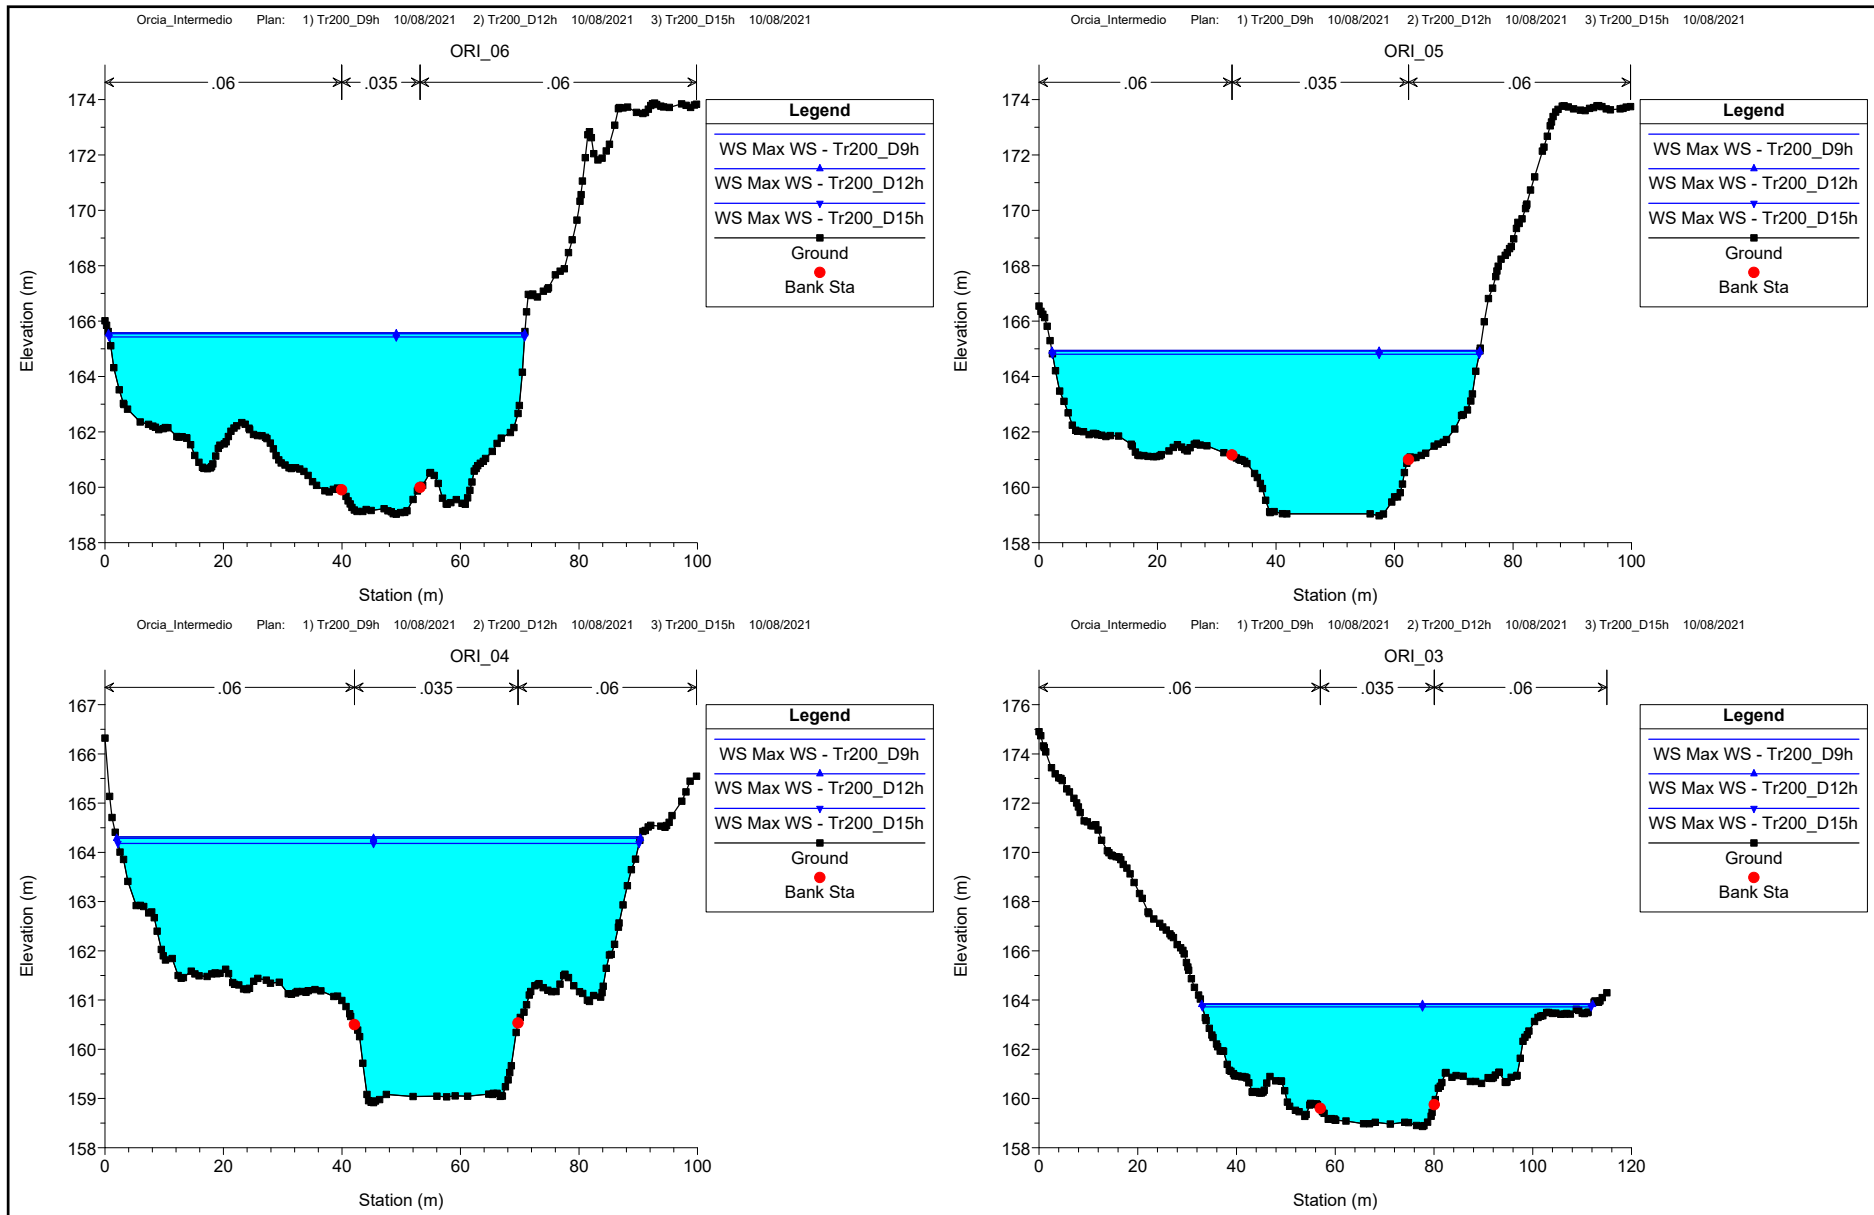 Orcia_Intermedio Plan: 1) Tr200_D9h 10/08/2021 2) Tr200_D12h 10/08/2021 3) Tr200_D15h 10/08/2021
ORI_06
.06 .035 .06
174
172
170
168
166
164
162
160
158
0 20 40 60 80 100
Elevation (m)
Station (m)
Legend
WS Max WS - Tr200_D9h
WS Max WS - Tr200_D12h
WS Max WS - Tr200_D15h
Ground
Bank Sta
Orcia_Intermedio Plan: 1) Tr200_D9h 10/08/2021 2) Tr200_D12h 10/08/2021 3) Tr200_D15h 10/08/2021
ORI_05
.06 .035 .06
174
172
170
168
166
164
162
160
158
0 20 40 60 80 100
Elevation (m)
Station (m)
Legend
WS Max WS - Tr200_D9h
WS Max WS - Tr200_D12h
WS Max WS - Tr200_D15h
Ground
Bank Sta
Orcia_Intermedio Plan: 1) Tr200_D9h 10/08/2021 2) Tr200_D12h 10/08/2021 3) Tr200_D15h 10/08/2021
ORI_04
.06 .035 .06
167
166
165
164
163
162
161
160
159
158
0 20 40 60 80 100
Elevation (m)
Station (m)
Legend
WS Max WS - Tr200_D9h
WS Max WS - Tr200_D12h
WS Max WS - Tr200_D15h
Ground
Bank Sta
Orcia_Intermedio Plan: 1) Tr200_D9h 10/08/2021 2) Tr200_D12h 10/08/2021 3) Tr200_D15h 10/08/2021
ORI_03
.06 .035 .06
176
174
172
170
168
166
164
162
160
158
0 20 40 60 80 100 120
Elevation (m)
Station (m)
Legend
WS Max WS - Tr200_D9h
WS Max WS - Tr200_D12h
WS Max WS - Tr200_D15h
Ground
Bank Sta